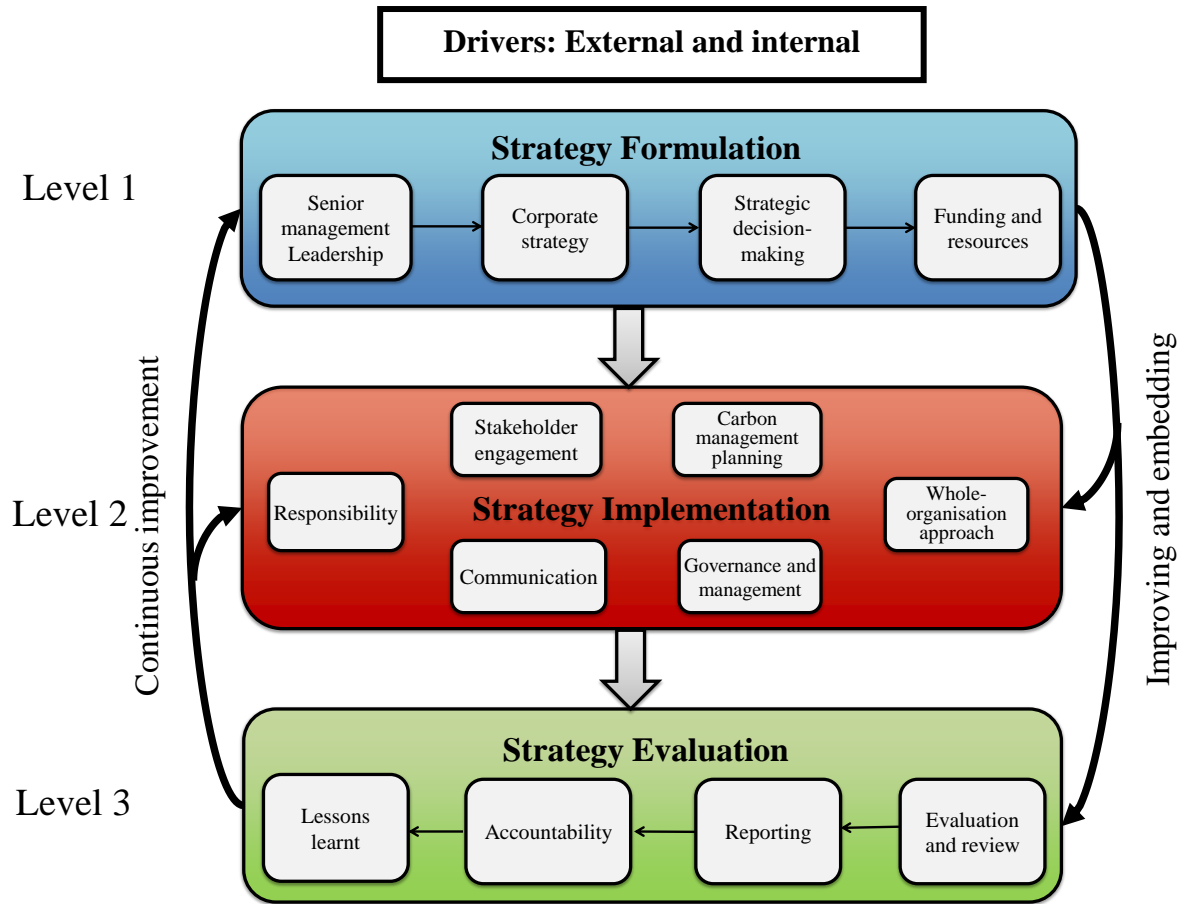 Drivers: External and internal
Level 1
Strategy Formulation
Senior
management
Leadership
Corporate
strategy
Strategic
decision-
making
Funding and
resources
Continuous improvement
Improving and embedding
Level 2
Stakeholder
engagement
Carbon
management
planning
Responsibility
Strategy Implementation
Whole-
organisation
approach
Communication
Governance and
management
Level 3
Strategy Evaluation
Lessons
learnt
Accountability
Reporting
Evaluation
and review